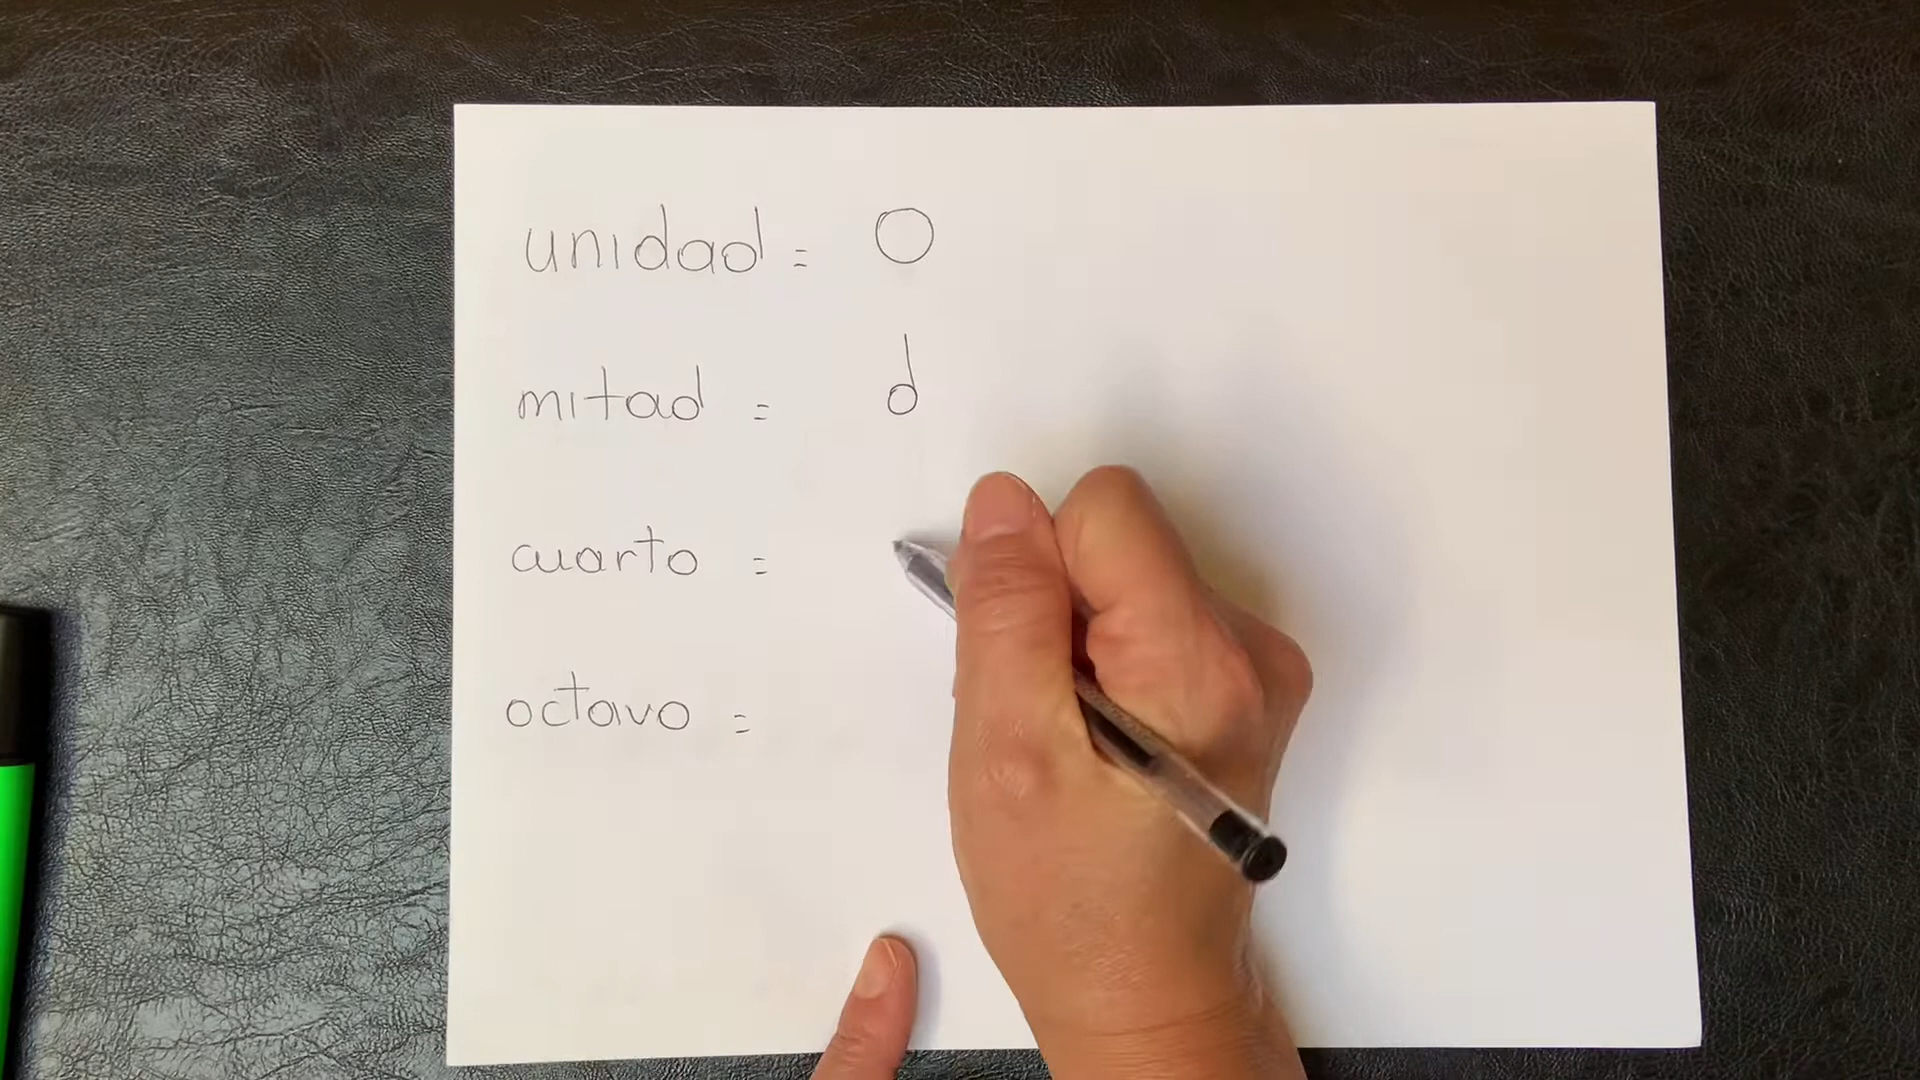 unidad = O
mitad = d
cuarto =
octavo =